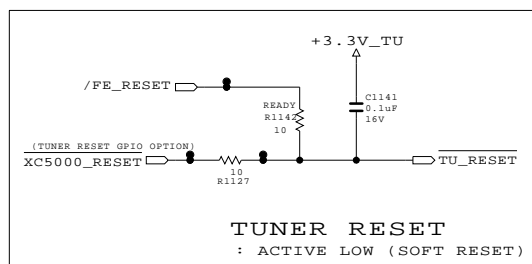 +3.3V_TU
/FE_RESET
READY
R1142
10
C1141
0.1uF
16V
(TUNER RESET GPIO OPTION)
XC5000_RESET
10
R1127
TU_RESET
TUNER RESET
: ACTIVE LOW (SOFT RESET)